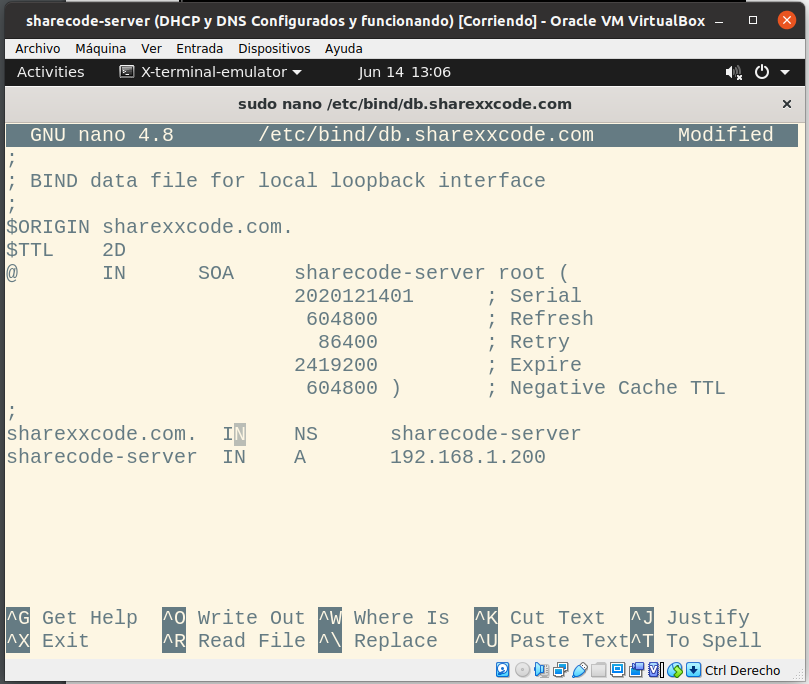 sharecode-server (DHCP y DNS Configurados y funcionando) [Corriendo] - Oracle VM VirtualBox
Archivo Máquina Ver Entrada Dispositivos Ayuda
Activities X-terminal-emulator Jun 14 13:06
sudo nano /etc/bind/db.sharexxcode.com
GNU nano 4.8 /etc/bind/db.sharexxcode.com Modified
;
; BIND data file for local loopback interface
;
$ORIGIN sharexxcode.com.
$TTL 2D
@ IN SOA sharecode-server root (
2020121401 ; Serial
604800 ; Refresh
86400 ; Retry
2419200 ; Expire
604800 ) ; Negative Cache TTL
;
sharexxcode.com. IN NS sharecode-server
sharecode-server IN A 192.168.1.200
^G Get Help ^O Write Out ^W Where Is ^K Cut Text ^J Justify
^X Exit ^R Read File ^\ Replace ^U Paste Text ^T To Spell
Ctrl Derecho